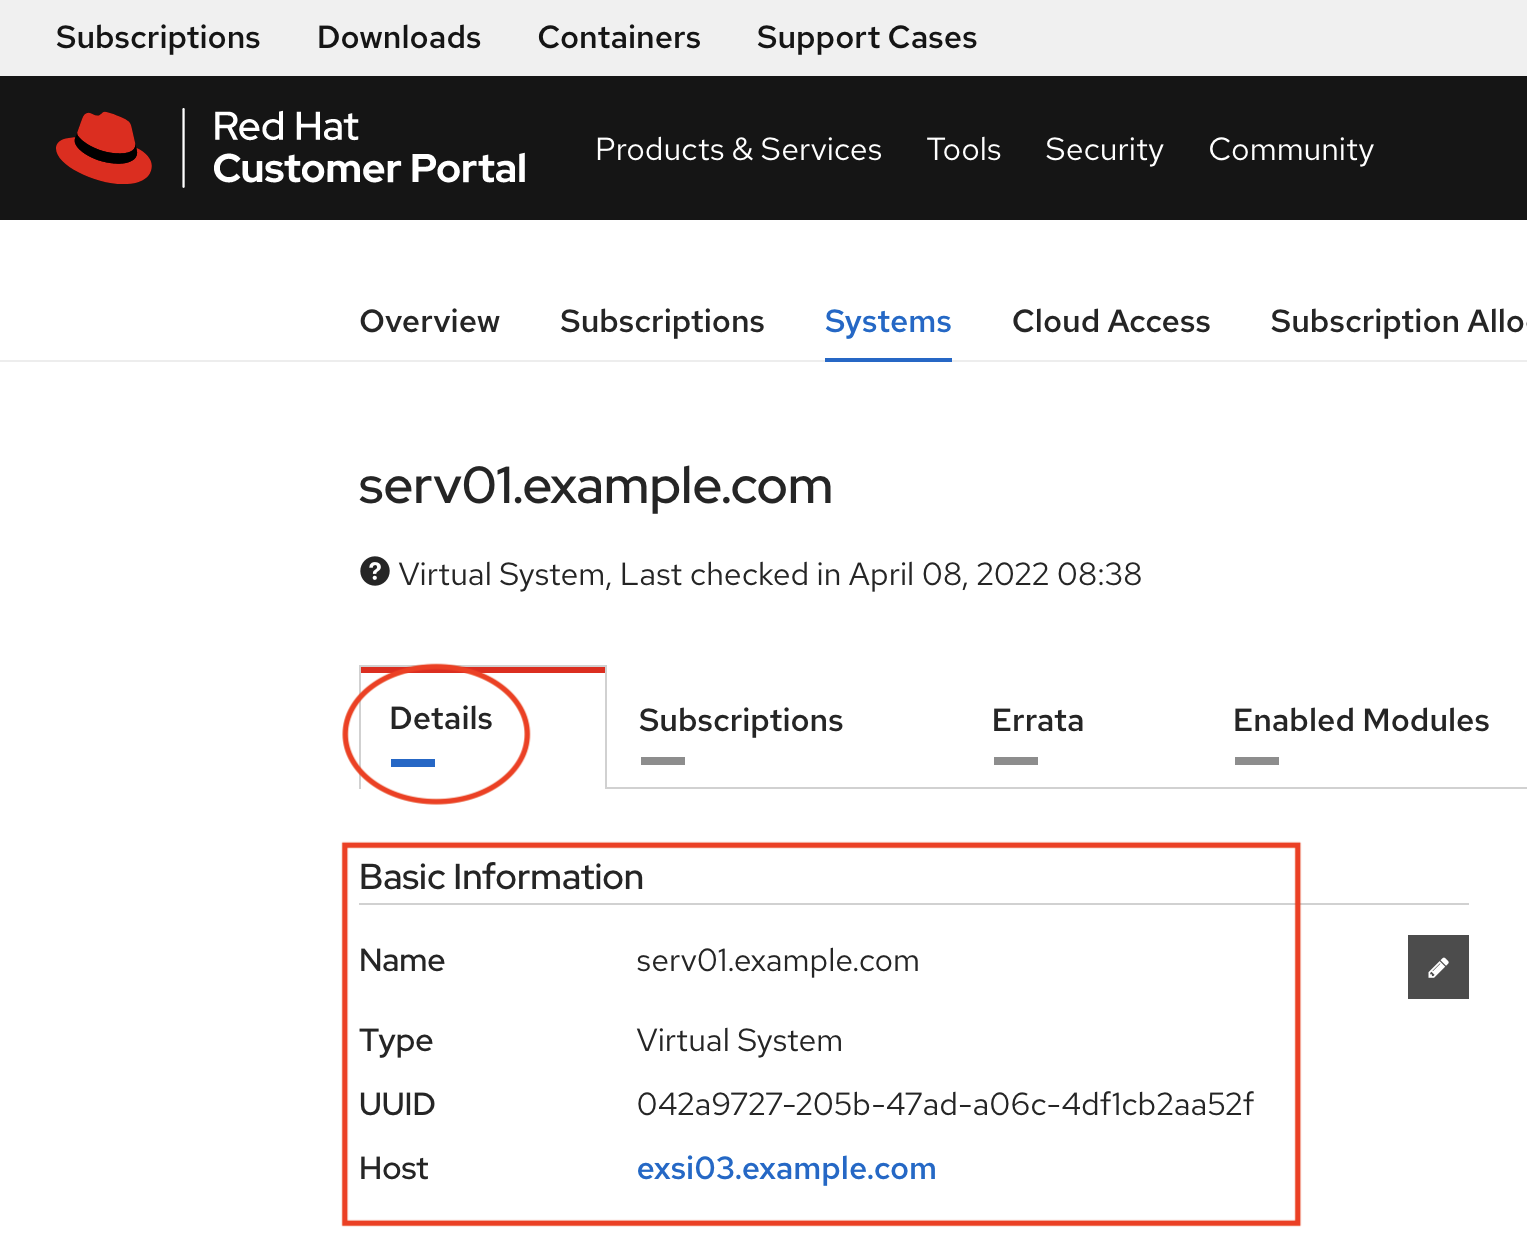 Subscriptions Downloads Containers Support Cases
Red Hat
Customer Portal
Products & Services Tools Security Community
Overview Subscriptions Systems Cloud Access Subscription Allo
serv01.example.com
? Virtual System, Last checked in April 08, 2022 08:38
Details Subscriptions Errata Enabled Modules
Basic Information
Name serv01.example.com
Type Virtual System
UUID 042a9727-205b-47ad-a06c-4df1cb2aa52f
Host exsi03.example.com